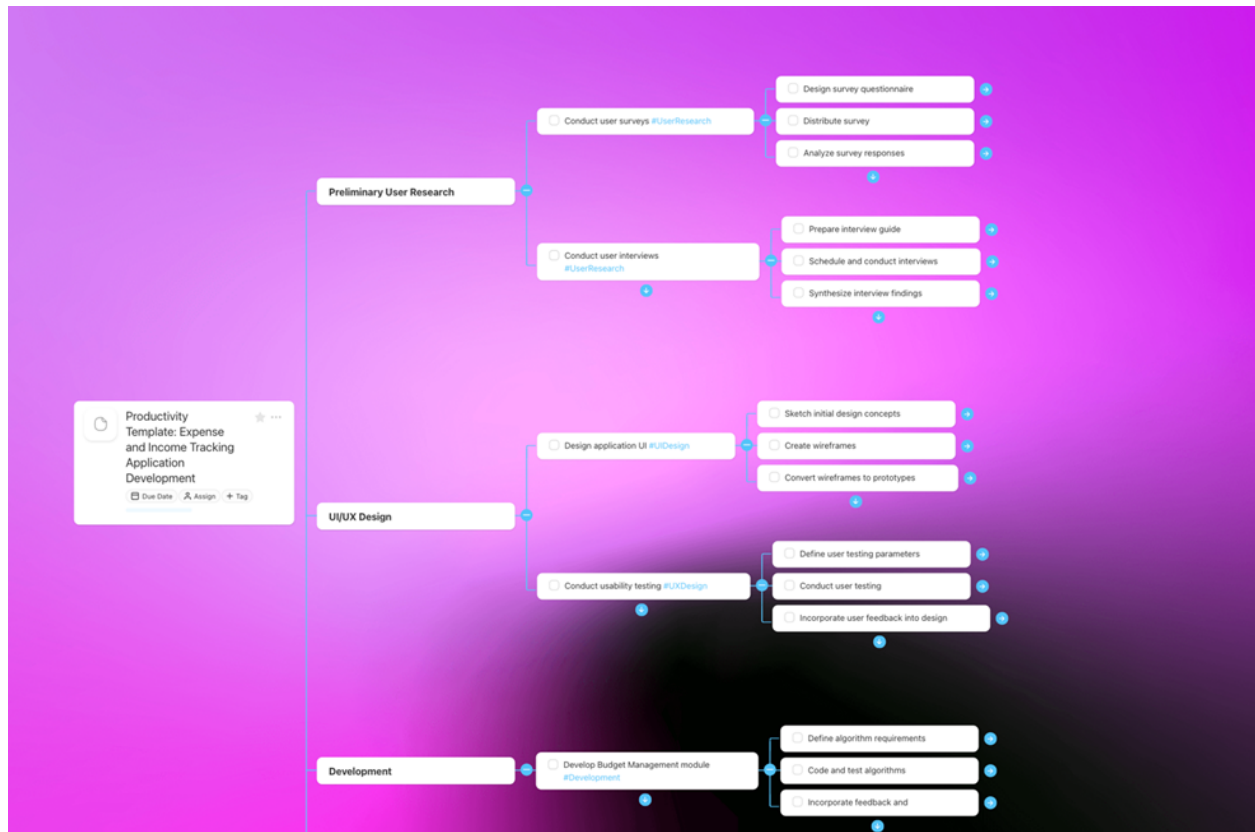 Design survey questionnaire
Conduct user surveys #UserResearch
Distribute survey
Analyze survey responses
Preliminary User Research
Prepare interview guide
Conduct user interviews
#UserResearch
Schedule and conduct interviews
Synthesize interview findings
Productivity
Template: Expense
and Income Tracking
Application
Development
Due Date
Assign
+ Tag
Sketch initial design concepts
Design application UI #UIDesign
Create wireframes
Convert wireframes to prototypes
UI/UX Design
Define user testing parameters
Conduct usability testing #UXDesign
Conduct user testing
Incorporate user feedback into design
Define algorithm requirements
Development
Develop Budget Management module
#Development
Code and test algorithms
Incorporate feedback and